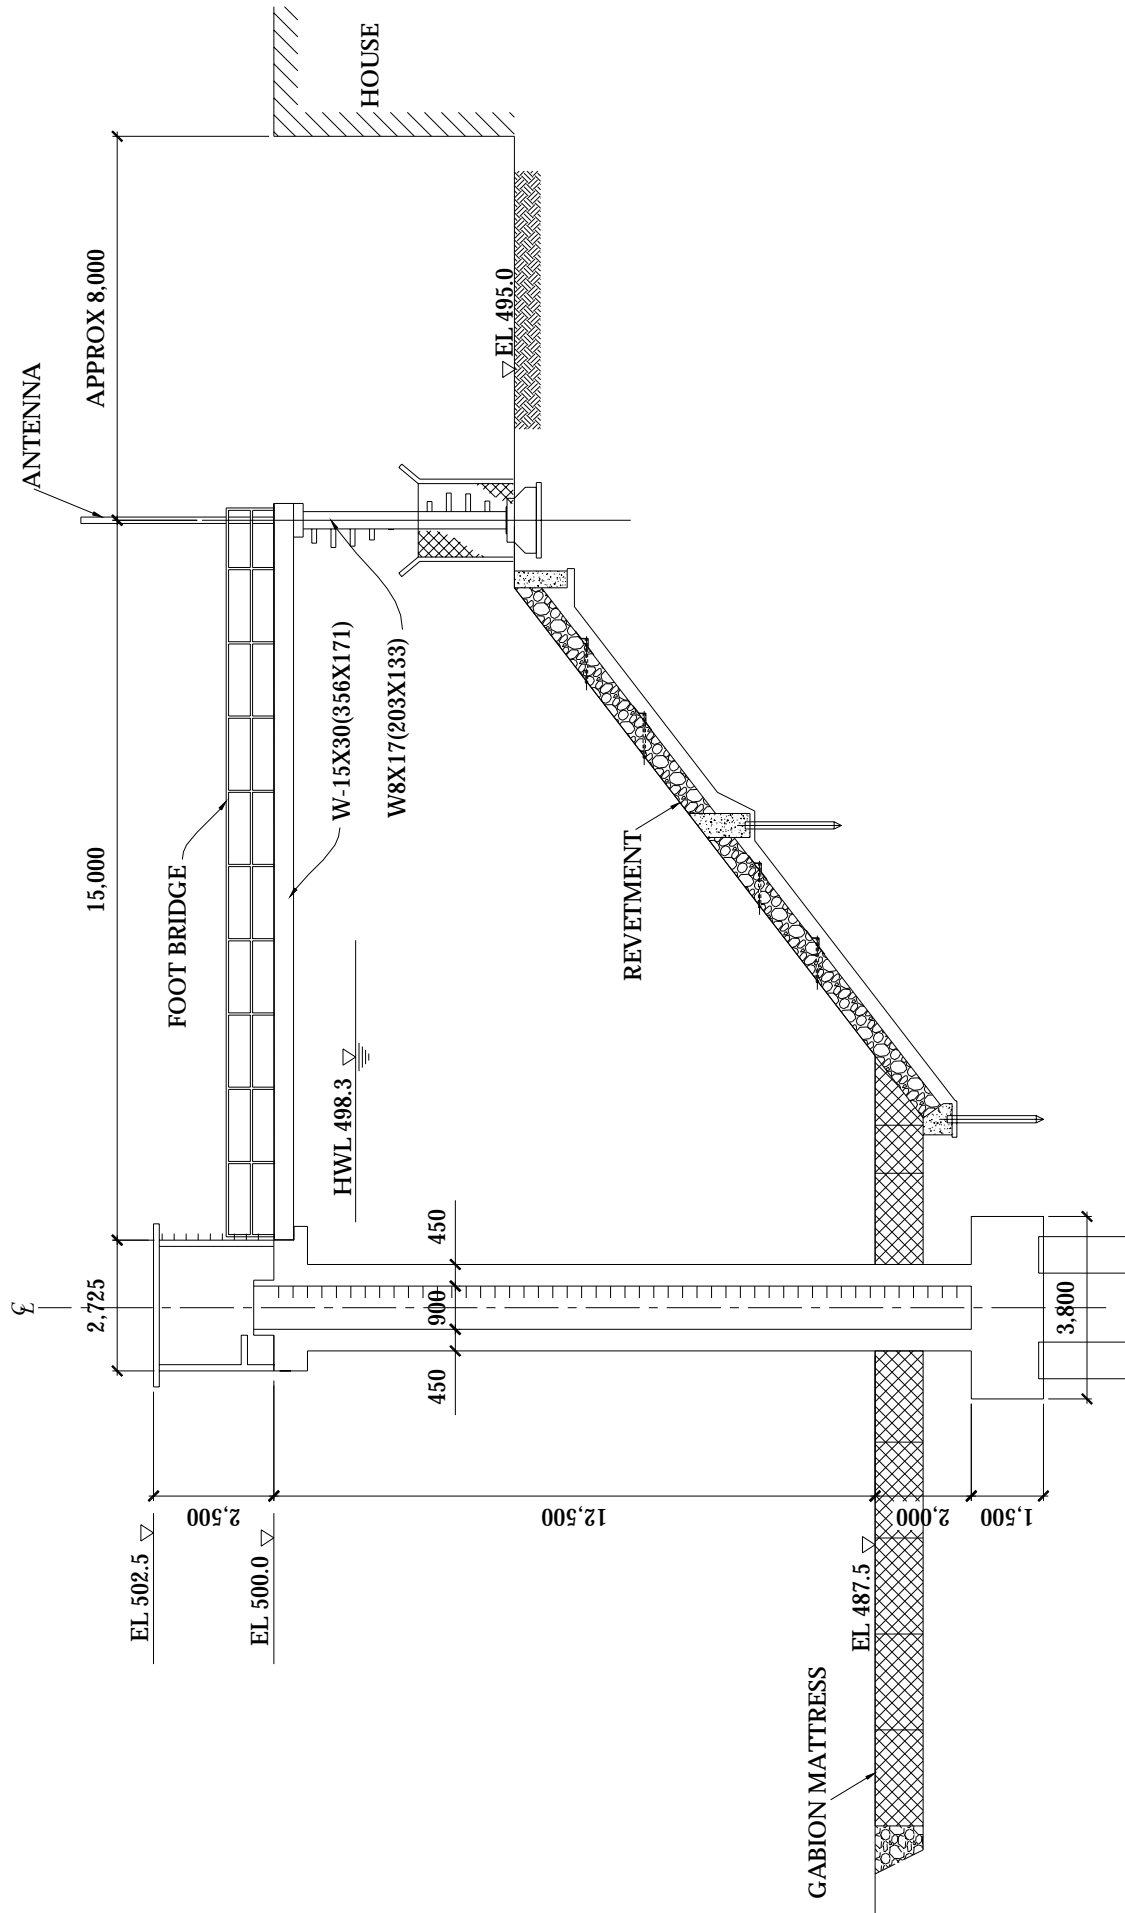 ℄
2,725
15,000
APPROX 8,000
ANTENNA
HOUSE
FOOT BRIDGE
EL 502.5
EL 500.0
2,500
W-15X30(356X171)
W8X17(203X133)
HWL 498.3
EL 495.0
450
900
450
12,500
REVETMENT
EL 487.5
GABION MATTRESS
2,000
1,500
3,800